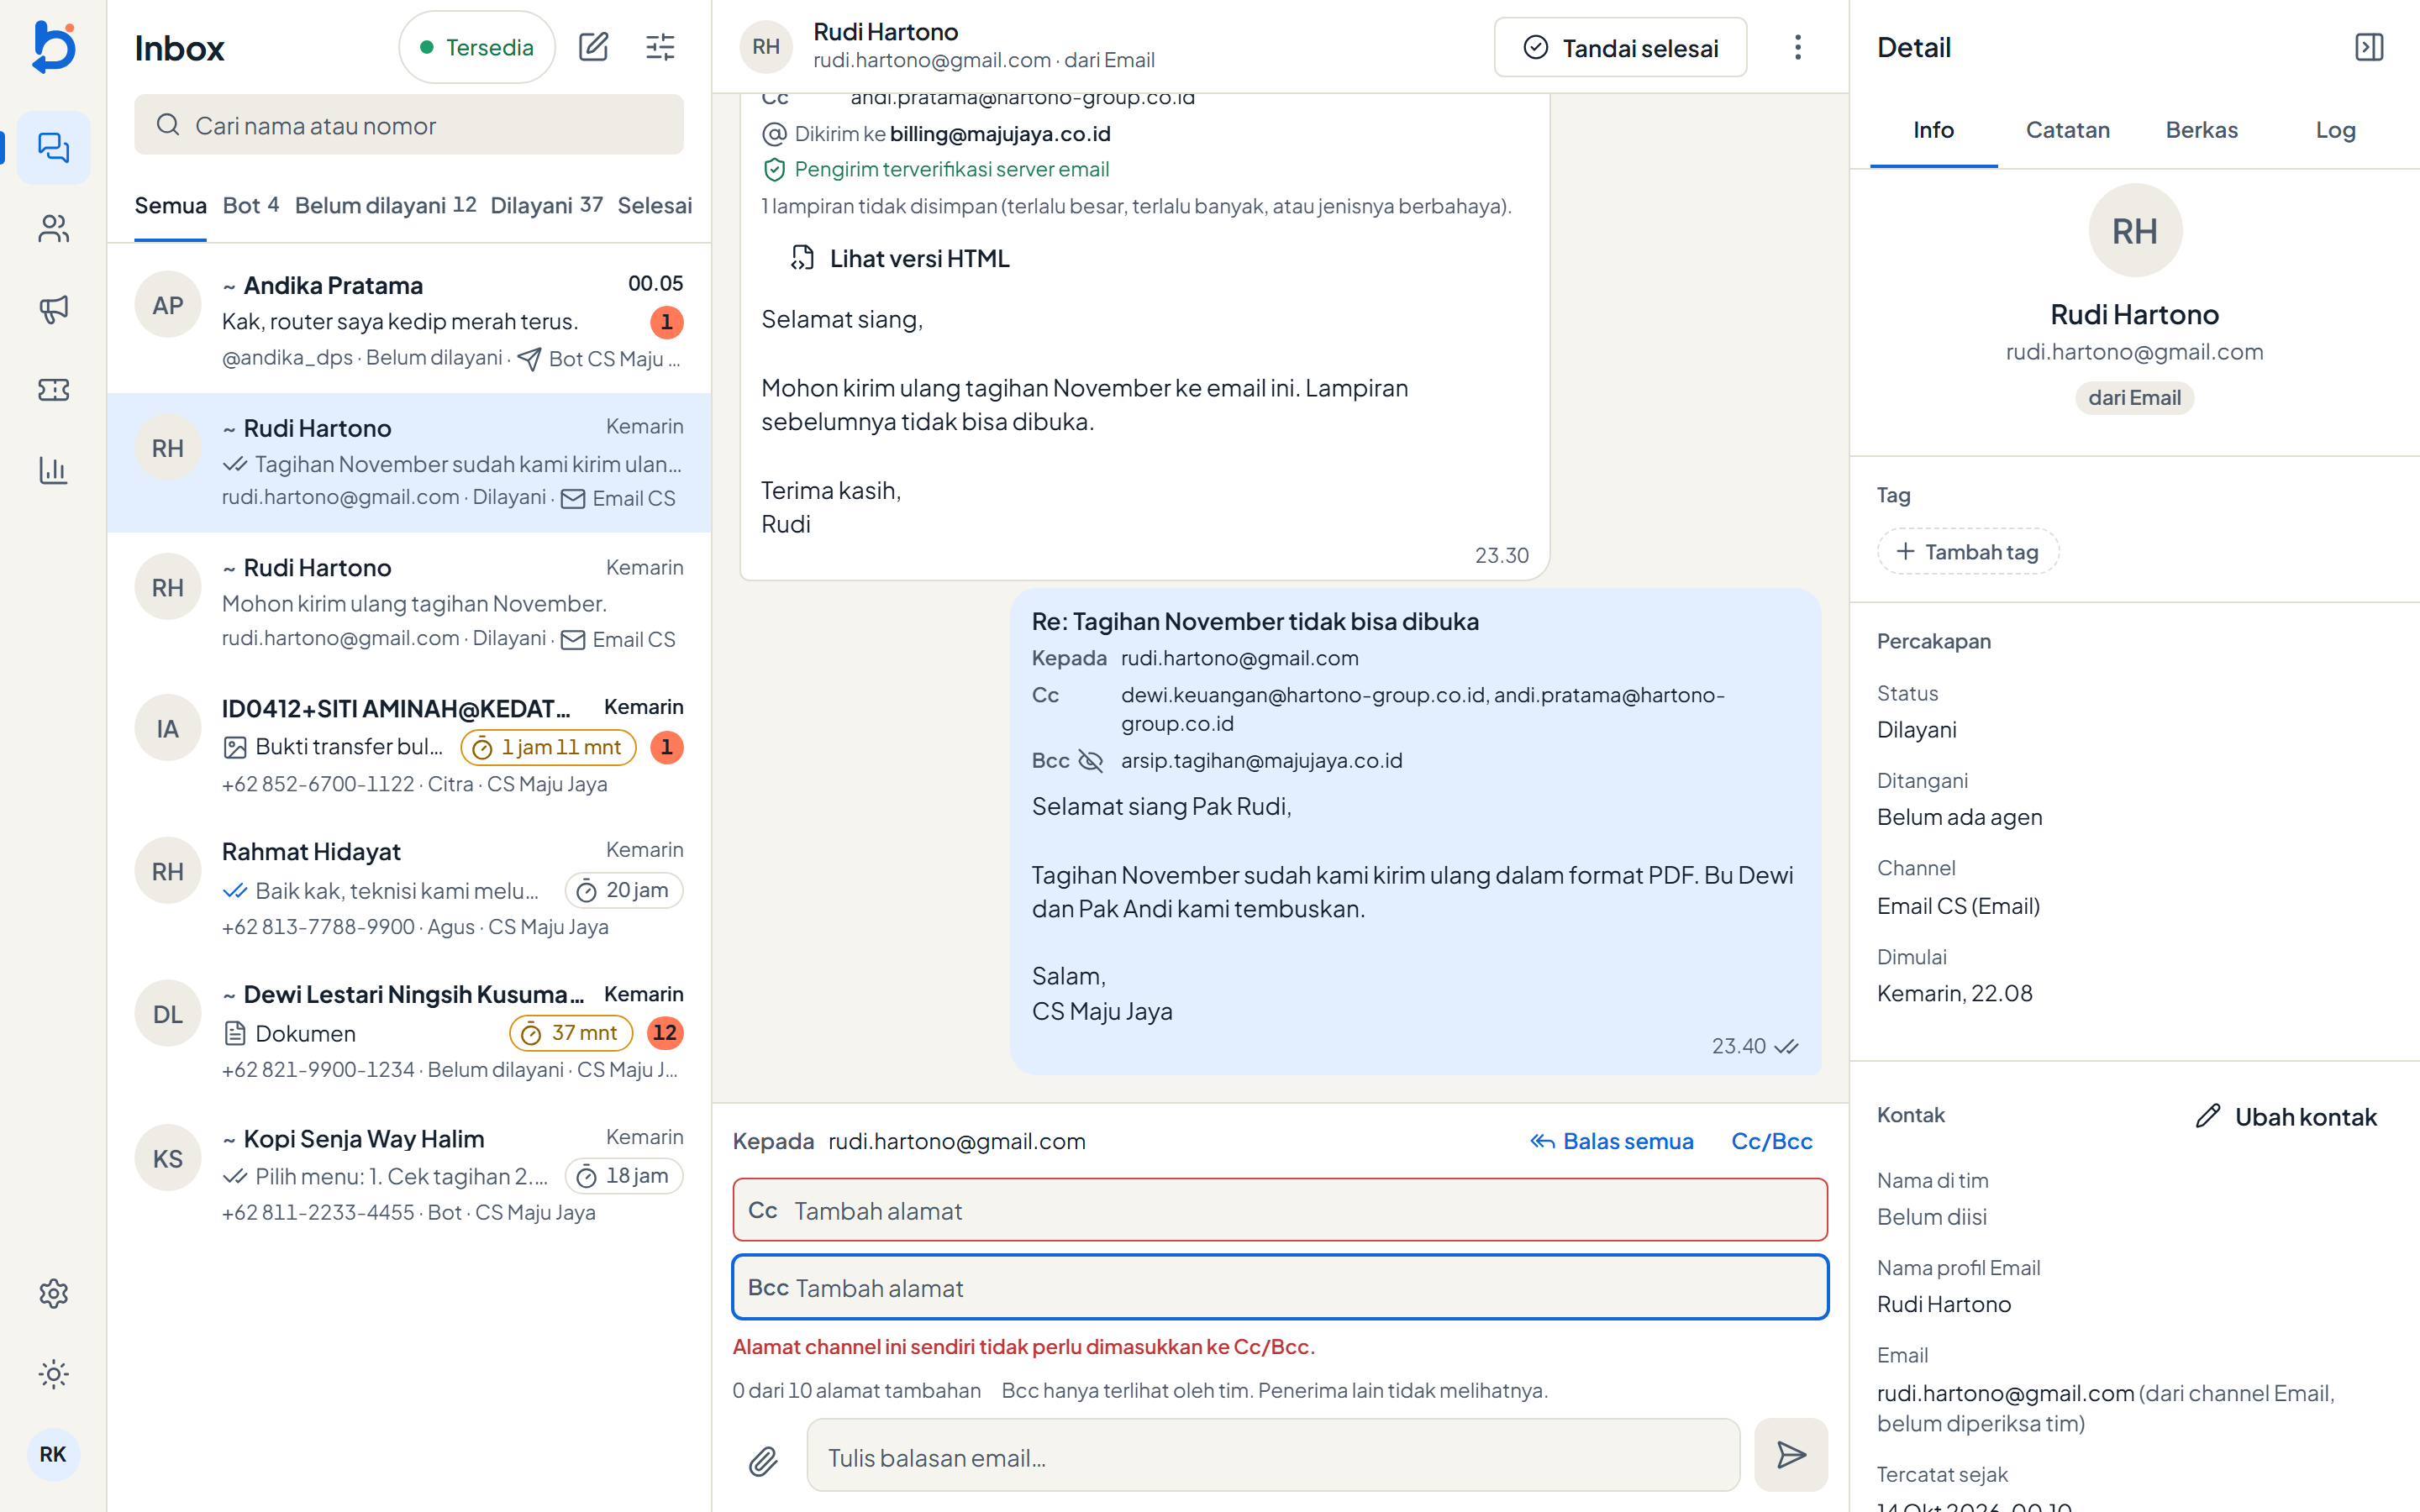 Inbox
Tersedia
Cari nama atau nomor
Semua
Bot 4
Belum dilayani 12
Dilayani 37
Selesai
AP
~ Andika Pratama
00.05
Kak, router saya kedip merah terus.
1
@andika_dps · Belum dilayani · Bot CS Maju ...
RH
~ Rudi Hartono
Kemarin
Tagihan November sudah kami kirim ulan...
rudi.hartono@gmail.com · Dilayani · Email CS
RH
~ Rudi Hartono
Kemarin
Mohon kirim ulang tagihan November.
rudi.hartono@gmail.com · Dilayani · Email CS
IA
ID0412+SITI AMINAH@KEDAT...
Kemarin
Bukti transfer bul...
1 jam 11 mnt
1
+62 852-6700-1122 · Citra · CS Maju Jaya
RH
Rahmat Hidayat
Kemarin
Baik kak, teknisi kami melu...
20 jam
+62 813-7788-9900 · Agus · CS Maju Jaya
DL
~ Dewi Lestari Ningsih Kusuma...
Kemarin
Dokumen
37 mnt
12
+62 821-9900-1234 · Belum dilayani · CS Maju J...
KS
~ Kopi Senja Way Halim
Kemarin
Pilih menu: 1. Cek tagihan 2....
18 jam
+62 811-2233-4455 · Bot · CS Maju Jaya
RK
RH
Rudi Hartono
rudi.hartono@gmail.com · dari Email
Tandai selesai
Cc andi.pratama@hartono-group.co.id
Dikirim ke billing@majujaya.co.id
Pengirim terverifikasi server email
1 lampiran tidak disimpan (terlalu besar, terlalu banyak, atau jenisnya berbahaya).
Lihat versi HTML
Selamat siang,
Mohon kirim ulang tagihan November ke email ini. Lampiran
sebelumnya tidak bisa dibuka.
Terima kasih,
Rudi
23.30
Re: Tagihan November tidak bisa dibuka
Kepada rudi.hartono@gmail.com
Cc dewi.keuangan@hartono-group.co.id, andi.pratama@hartono-
group.co.id
Bcc arsip.tagihan@majujaya.co.id
Selamat siang Pak Rudi,
Tagihan November sudah kami kirim ulang dalam format PDF. Bu Dewi
dan Pak Andi kami tembuskan.
Salam,
CS Maju Jaya
23.40
Kepada rudi.hartono@gmail.com
Balas semua
Cc/Bcc
Cc Tambah alamat
Bcc Tambah alamat
Alamat channel ini sendiri tidak perlu dimasukkan ke Cc/Bcc.
0 dari 10 alamat tambahan
Bcc hanya terlihat oleh tim. Penerima lain tidak melihatnya.
Tulis balasan email...
Detail
Info
Catatan
Berkas
Log
RH
Rudi Hartono
rudi.hartono@gmail.com
dari Email
Tag
+ Tambah tag
Percakapan
Status
Dilayani
Ditangani
Belum ada agen
Channel
Email CS (Email)
Dimulai
Kemarin, 22.08
Kontak
Ubah kontak
Nama di tim
Belum diisi
Nama profil Email
Rudi Hartono
Email
rudi.hartono@gmail.com (dari channel Email,
belum diperiksa tim)
Tercatat sejak
14 Okt 2026, 00.10